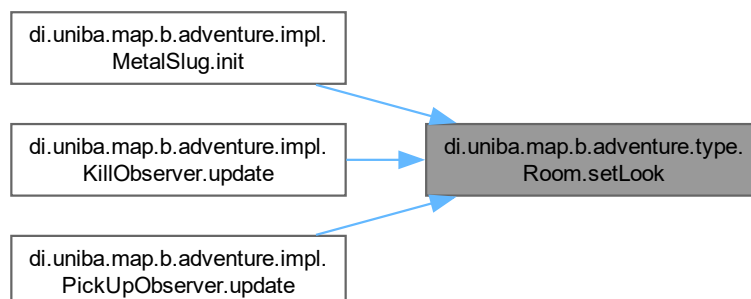 di.uniba.map.b.adventure.impl.
MetalSlug.init
di.uniba.map.b.adventure.impl.
KillObserver.update
di.uniba.map.b.adventure.type.
Room.setLook
di.uniba.map.b.adventure.impl.
PickUpObserver.update